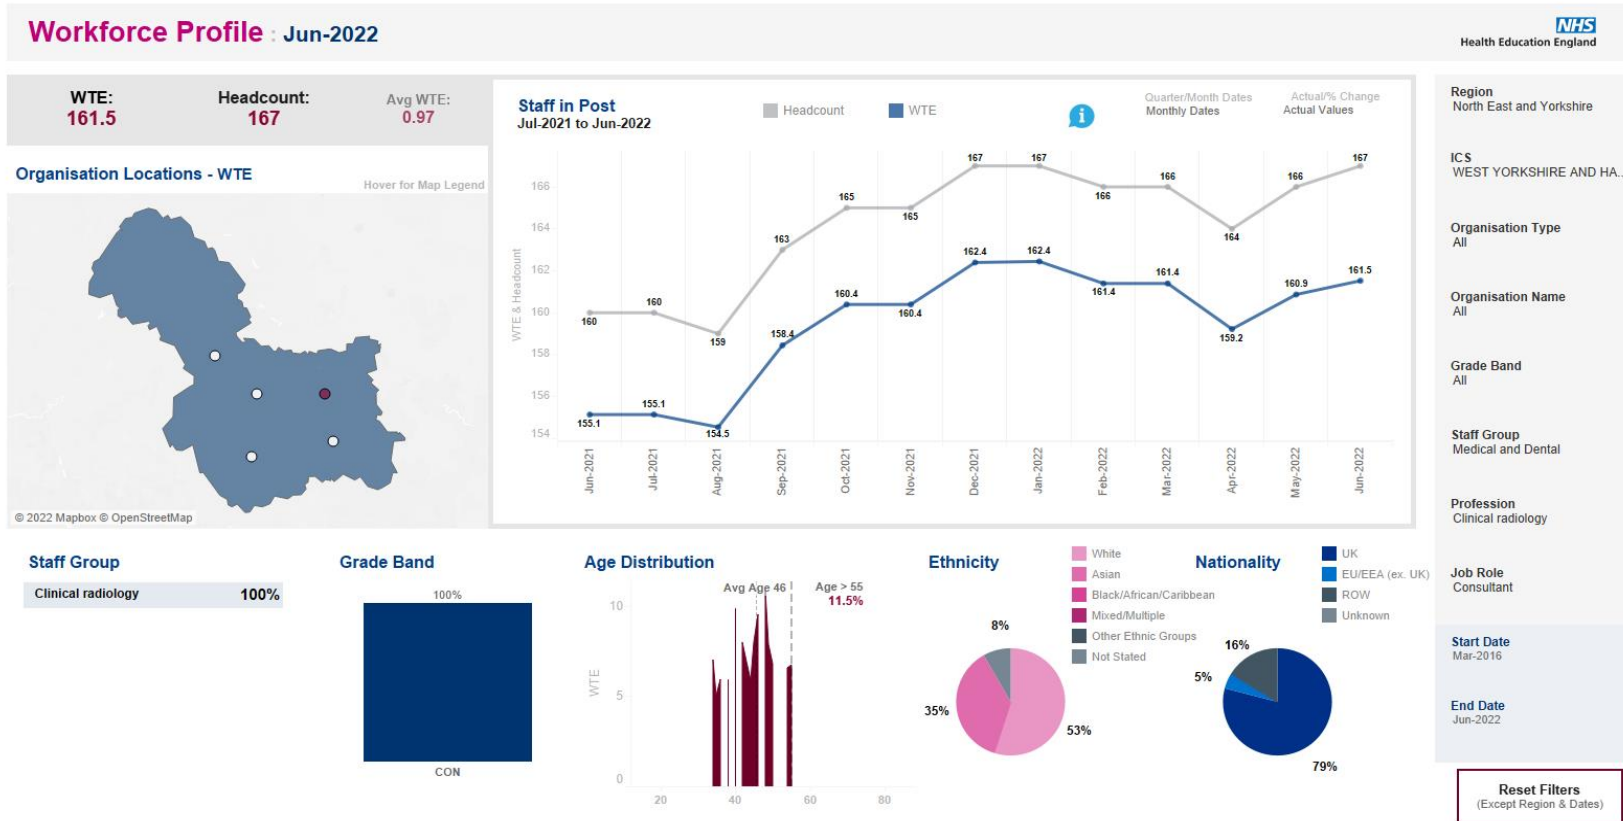 Workforce Profile : Jun-2022
NHS
Health Education England
WTE:
161.5
Headcount:
167
Avg WTE:
0.97
Organisation Locations - WTE
Hover for Map Legend
© 2022 Mapbox © OpenStreetMap
Staff in Post
Jul-2021 to Jun-2022
Headcount
WTE
i
Quarter/Month Dates
Monthly Dates
Actual/% Change
Actual Values
WTE & Headcount
166
164
162
160
158
156
154
160
160
159
163
165
165
167
167
166
166
164
166
167
155.1
155.1
154.5
158.4
160.4
160.4
162.4
162.4
161.4
161.4
159.2
160.9
161.5
Jun-2021
Jul-2021
Aug-2021
Sep-2021
Oct-2021
Nov-2021
Dec-2021
Jan-2022
Feb-2022
Mar-2022
Apr-2022
May-2022
Jun-2022
Region
North East and Yorkshire
ICS
WEST YORKSHIRE AND HA..
Organisation Type
All
Organisation Name
All
Grade Band
All
Staff Group
Medical and Dental
Profession
Clinical radiology
Job Role
Consultant
Start Date
Mar-2016
End Date
Jun-2022
Reset Filters
(Except Region & Dates)
Staff Group
Clinical radiology 100%
Grade Band
100%
CON
Age Distribution
Avg Age 46
Age > 55
11.5%
WTE
10
5
0
20
40
60
80
Ethnicity
White
Asian
Black/African/Caribbean
Mixed/Multiple
Other Ethnic Groups
Not Stated
8%
35%
53%
Nationality
UK
EU/EEA (ex. UK)
ROW
Unknown
16%
5%
79%